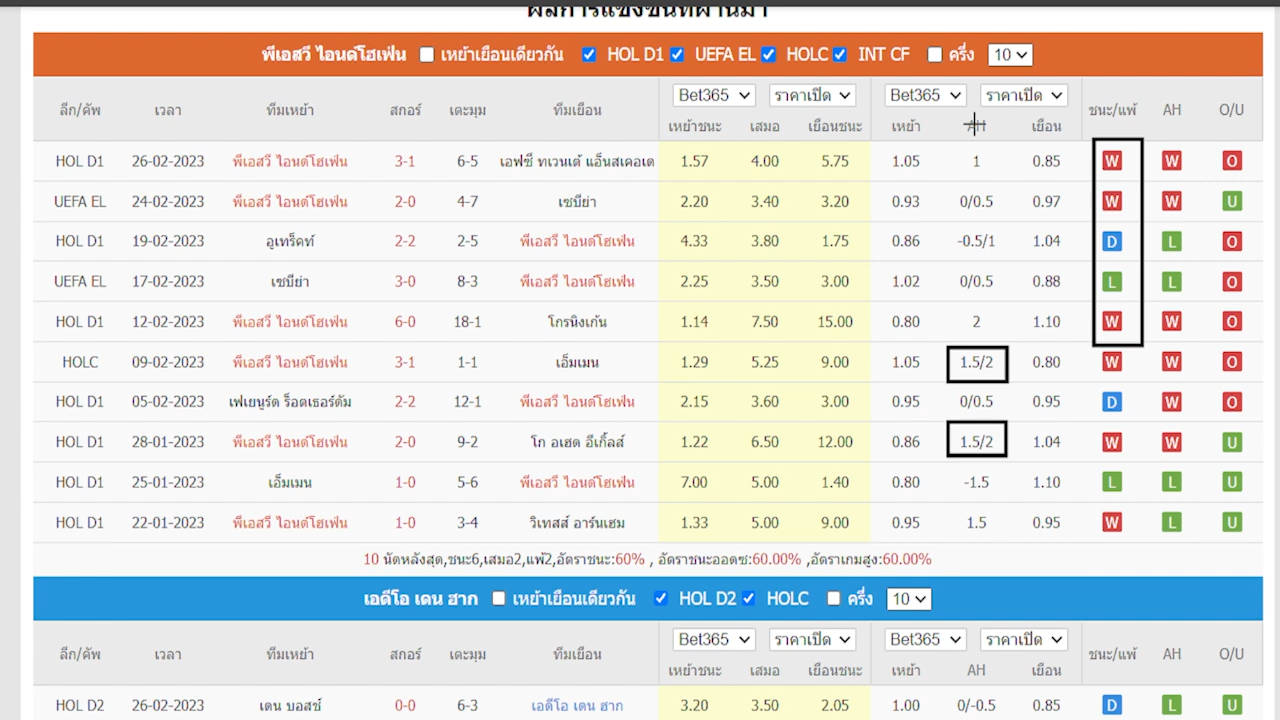 ผลการแข่งขันที่ผ่านมา
พีเอสวี ไอนด์โฮเฟ่น เหย้าเยือนเดียวกัน HOL D1 UEFA EL HOLC INT CF ครึ่ง 10
Bet365 ราคาเปิด Bet365 ราคาเปิด
ลีก/คัพ เวลา ทีมเหย้า สกอร์ เตะมุม ทีมเยือน เหย้าชนะ เสมอ เยือนชนะ เหย้า AH เยือน ชนะ/แพ้ AH O/U
HOL D1 26-02-2023 พีเอสวี ไอนด์โฮเฟ่น 3-1 6-5 เอฟซี ทเวนเต้ แอ็นสเคอเด 1.57 4.00 5.75 1.05 1 0.85 W W O
UEFA EL 24-02-2023 พีเอสวี ไอนด์โฮเฟ่น 2-0 4-7 เซบีย่า 2.20 3.40 3.20 0.93 0/0.5 0.97 W W U
HOL D1 19-02-2023 อูเทร็คท์ 2-2 2-5 พีเอสวี ไอนด์โฮเฟ่น 4.33 3.80 1.75 0.86 -0.5/1 1.04 D L O
UEFA EL 17-02-2023 เซบีย่า 3-0 8-3 พีเอสวี ไอนด์โฮเฟ่น 2.25 3.50 3.00 1.02 0/0.5 0.88 L L O
HOL D1 12-02-2023 พีเอสวี ไอนด์โฮเฟ่น 6-0 18-1 โกรนิงเก้น 1.14 7.50 15.00 0.80 2 1.10 W W O
HOLC 09-02-2023 พีเอสวี ไอนด์โฮเฟ่น 3-1 1-1 เอ็มเมน 1.29 5.25 9.00 1.05 1.5/2 0.80 W W O
HOL D1 05-02-2023 เฟเยนูร์ด ร็อตเธอร์ดัม 2-2 12-1 พีเอสวี ไอนด์โฮเฟ่น 2.15 3.60 3.00 0.95 0/0.5 0.95 D W O
HOL D1 28-01-2023 พีเอสวี ไอนด์โฮเฟ่น 2-0 9-2 โก อเฮด อีเกิ้ลส์ 1.22 6.50 12.00 0.86 1.5/2 1.04 W W U
HOL D1 25-01-2023 เอ็มเมน 1-0 5-6 พีเอสวี ไอนด์โฮเฟ่น 7.00 5.00 1.40 0.80 -1.5 1.10 L L U
HOL D1 22-01-2023 พีเอสวี ไอนด์โฮเฟ่น 1-0 3-4 วิเทสส์ อาร์นเฮม 1.33 5.00 9.00 0.95 1.5 0.95 W L U
10 นัดหลังสุด,ชนะ6,เสมอ2,แพ้2,อัตราชนะ:60% , อัตราชนะออดซ:60.00% ,อัตราเกมสูง:60.00%
เอดีโอ เดน ฮาก เหย้าเยือนเดียวกัน HOL D2 HOLC ครึ่ง 10
Bet365 ราคาเปิด Bet365 ราคาเปิด
ลีก/คัพ เวลา ทีมเหย้า สกอร์ เตะมุม ทีมเยือน เหย้าชนะ เสมอ เยือนชนะ เหย้า AH เยือน ชนะ/แพ้ AH O/U
HOL D2 26-02-2023 เดน บอสช์ 0-0 6-3 เอดีโอ เดน ฮาก 3.20 3.50 2.05 1.00 0/-0.5 0.85 D L U